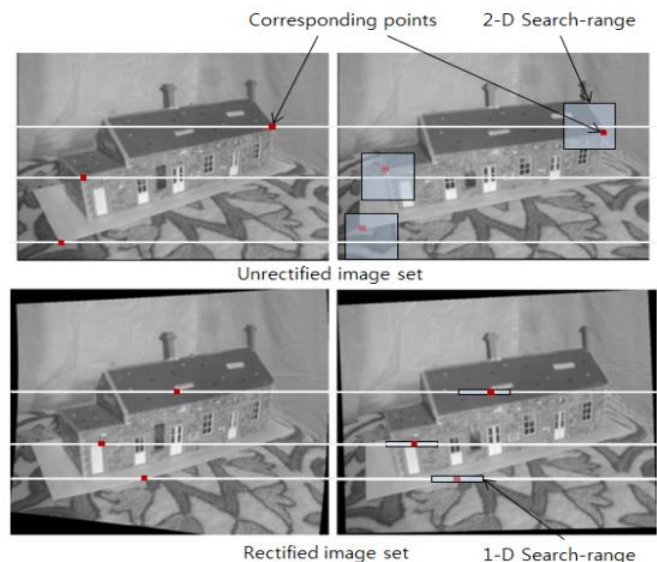 Corresponding points 2-D Search-range
Unrectified image set
Rectified image set
1-D Search-range